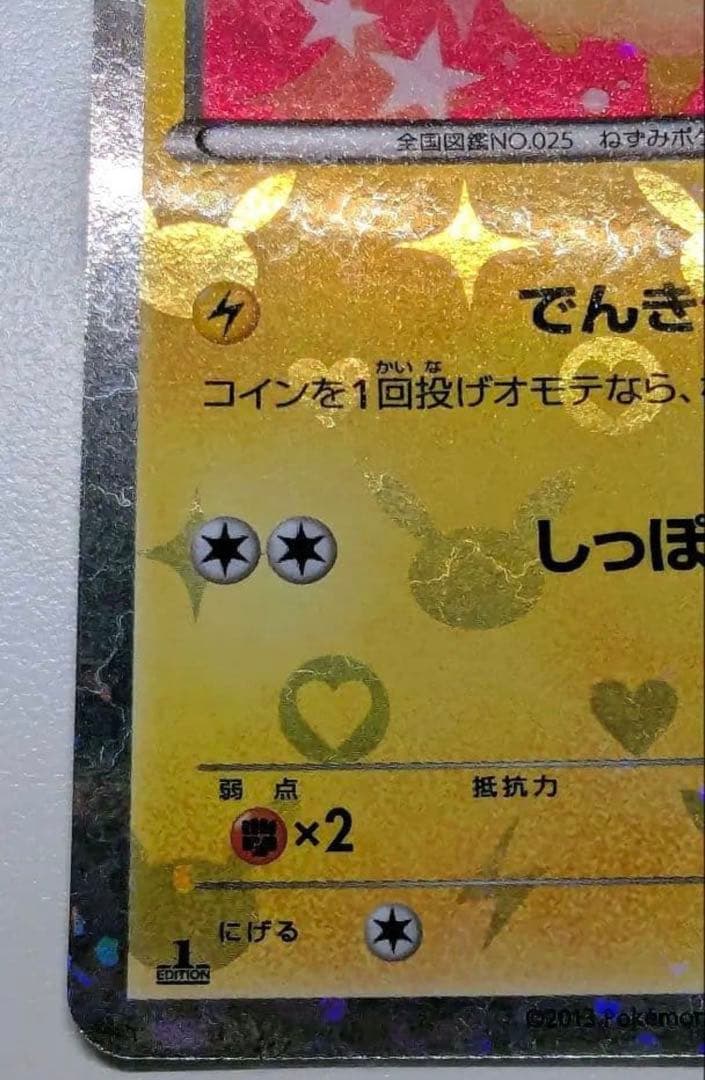 全国図鑑NO.025 ねずみポケ
でんき
かい な
コインを1回投げオモテなら、
しっぽ
弱点 抵抗力
×2
にげる
1
EDITION
©2013 Pokémon